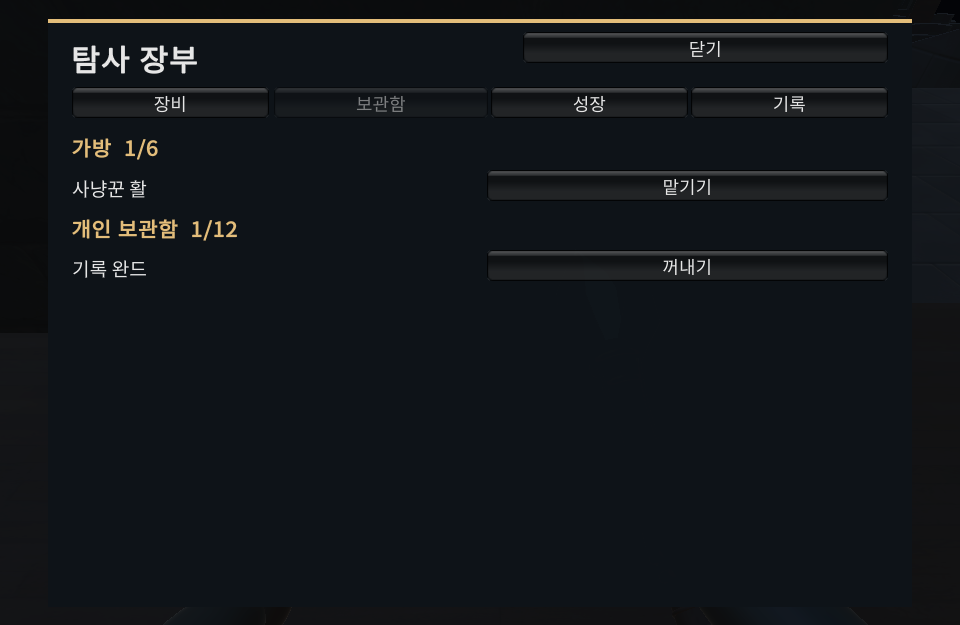 탐사 장부
닫기
장비
보관함
성장
기록
가방 1/6
사냥꾼 활
맡기기
개인 보관함 1/12
기록 완드
꺼내기